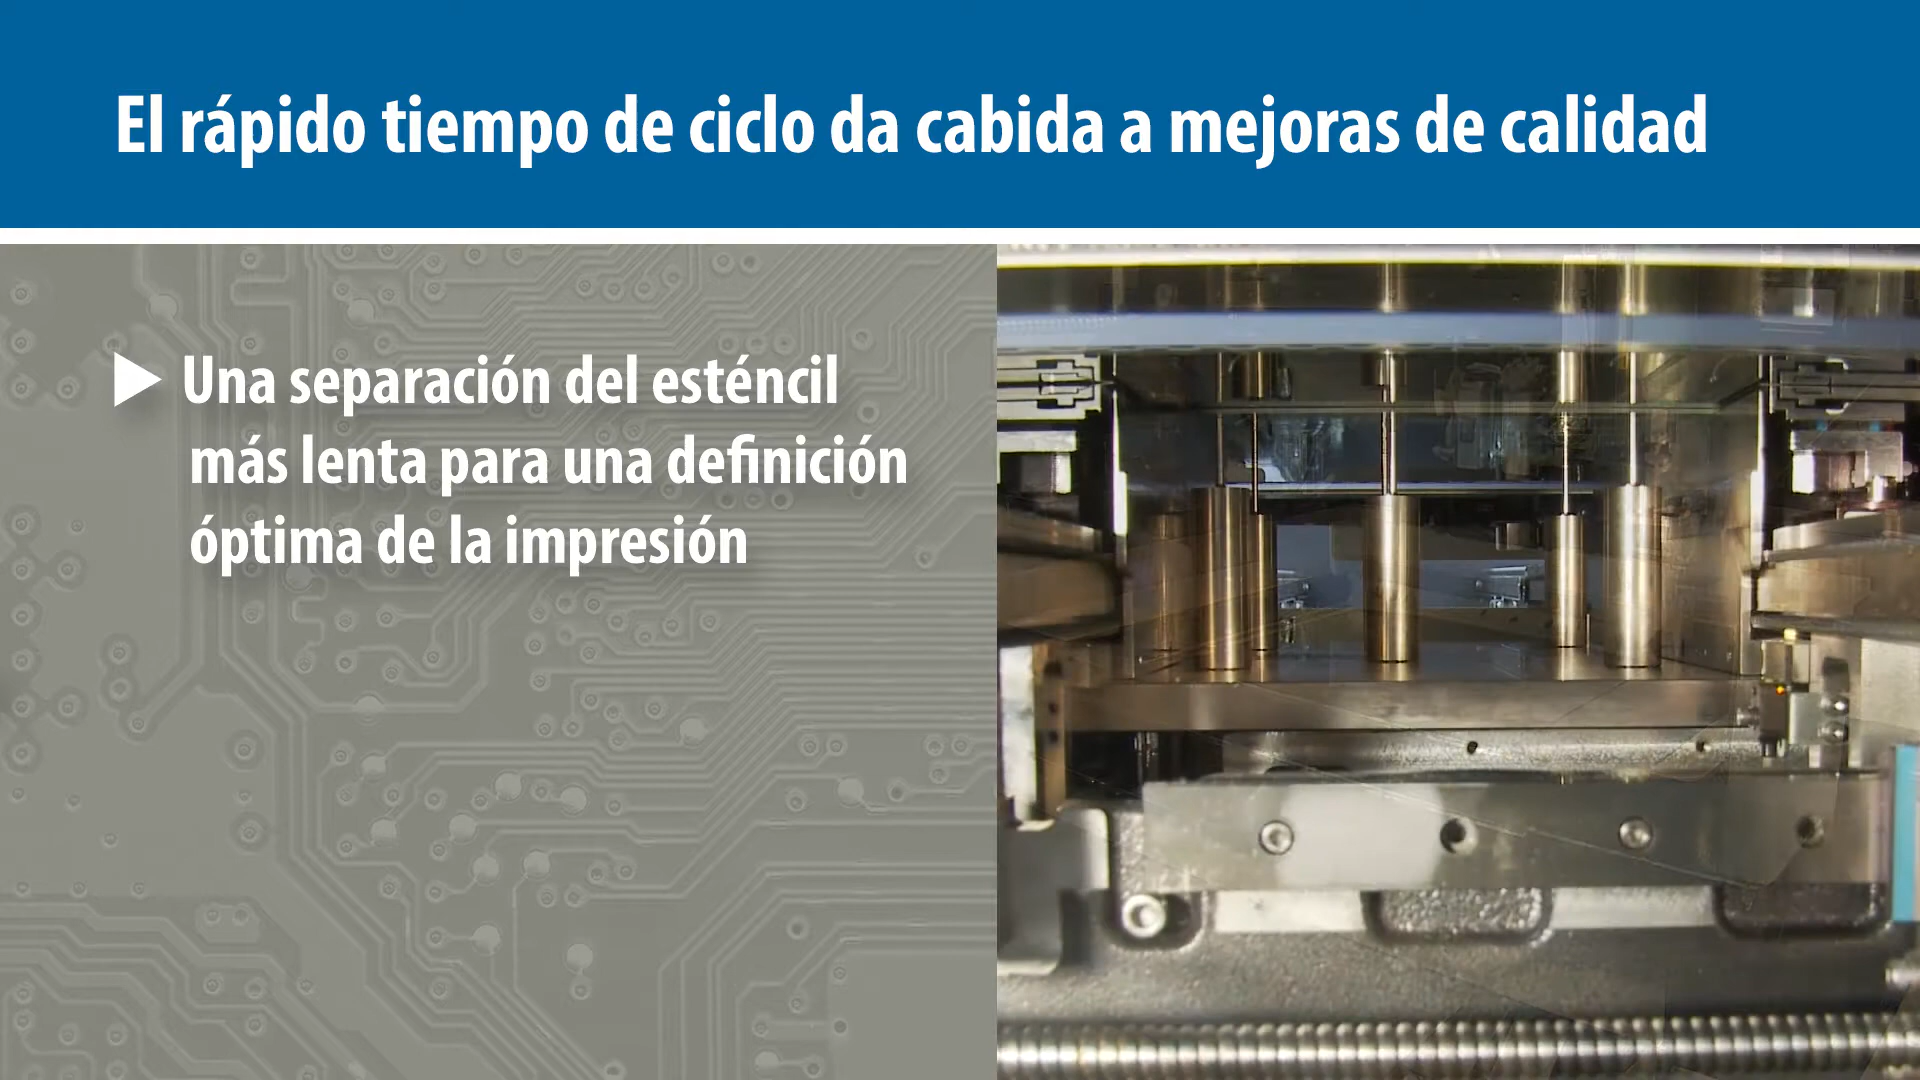 El rápido tiempo de ciclo da cabida a mejoras de calidad
Una separación del esténcil
más lenta para una definición
óptima de la impresión